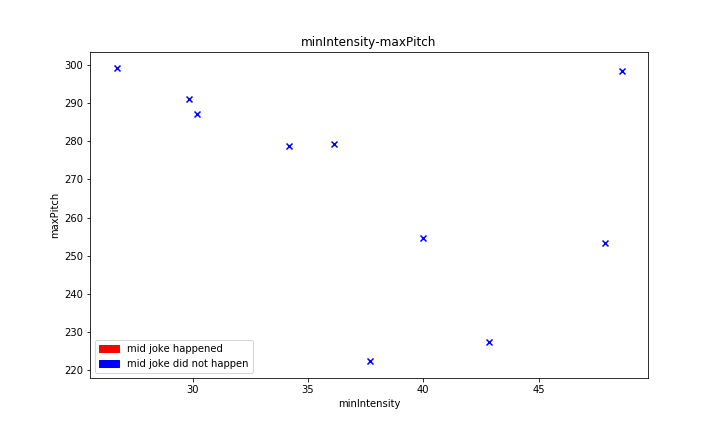 minIntensity-maxPitch
300
290
280
270
260
250
240
230
220
maxPitch
mid joke happened
mid joke did not happen
30 35 40 45
minIntensity